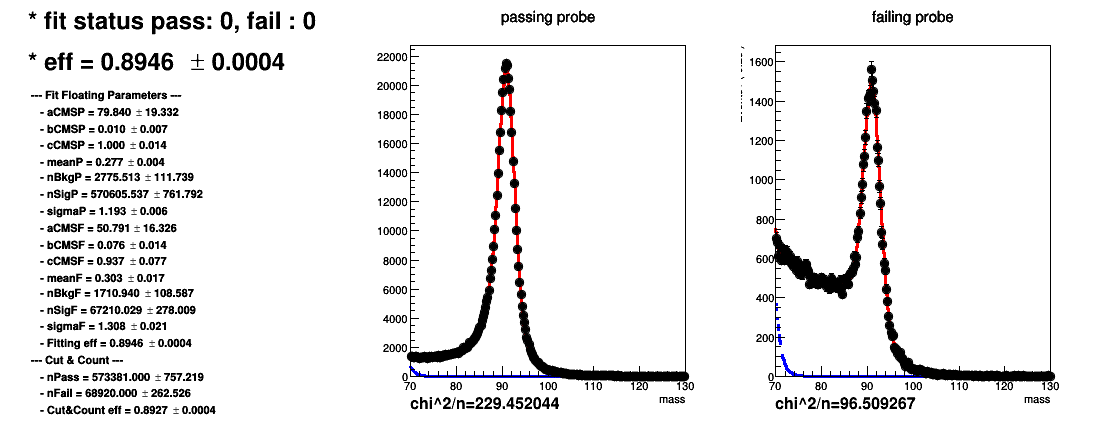 * fit status pass: 0, fail : 0
* eff = 0.8946 ± 0.0004
--- Fit Floating Parameters ---
- aCMSP = 79.840 ± 19.332
- bCMSP = 0.010 ± 0.007
- cCMSP = 1.000 ± 0.014
- meanP = 0.277 ± 0.004
- nBkgP = 2775.513 ± 111.739
- nSigP = 570605.537 ± 761.792
- sigmaP = 1.193 ± 0.006
- aCMSF = 50.791 ± 16.326
- bCMSF = 0.076 ± 0.014
- cCMSF = 0.937 ± 0.077
- meanF = 0.303 ± 0.017
- nBkgF = 1710.940 ± 108.587
- nSigF = 67210.029 ± 278.009
- sigmaF = 1.308 ± 0.021
- Fitting eff = 0.8946 ± 0.0004
--- Cut & Count ---
- nPass = 573381.000 ± 757.219
- nFail = 68920.000 ± 262.526
- Cut&Count eff = 0.8927 ± 0.0004
passing probe
22000
20000
18000
16000
14000
12000
10000
8000
6000
4000
2000
0
70 80 90 100 110 120 130
mass
chi^2/n=229.452044
failing probe
1600
1400
1200
1000
800
600
400
200
0
70 80 90 100 110 120 130
mass
chi^2/n=96.509267